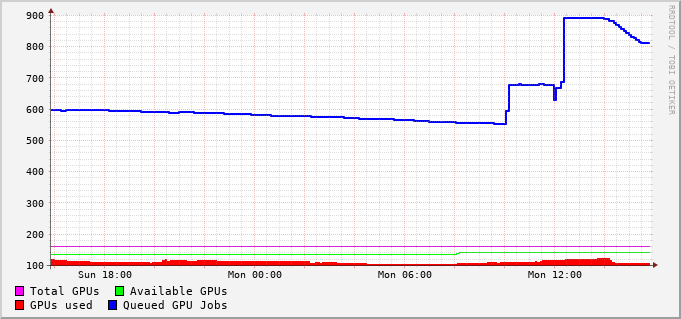 900
800
700
600
500
400
300
200
100
Sun 18:00 Mon 00:00 Mon 06:00 Mon 12:00
Total GPUs Available GPUs
GPUs used Queued GPU Jobs
RRDTOOL / TOBI OETIKER